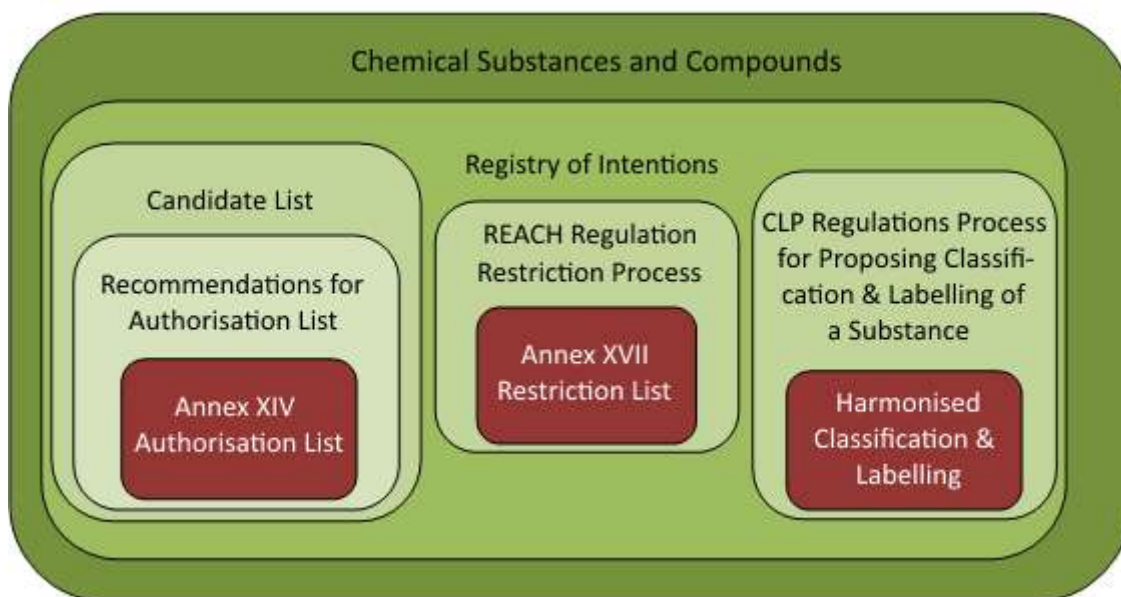 Chemical Substances and Compounds
Registry of Intentions
Candidate List
Recommendations for
Authorisation List
Annex XIV
Authorisation List
REACH Regulation
Restriction Process
Annex XVII
Restriction List
CLP Regulations Process
for Proposing Classifi-
cation & Labelling of
a Substance
Harmonised
Classification &
Labelling